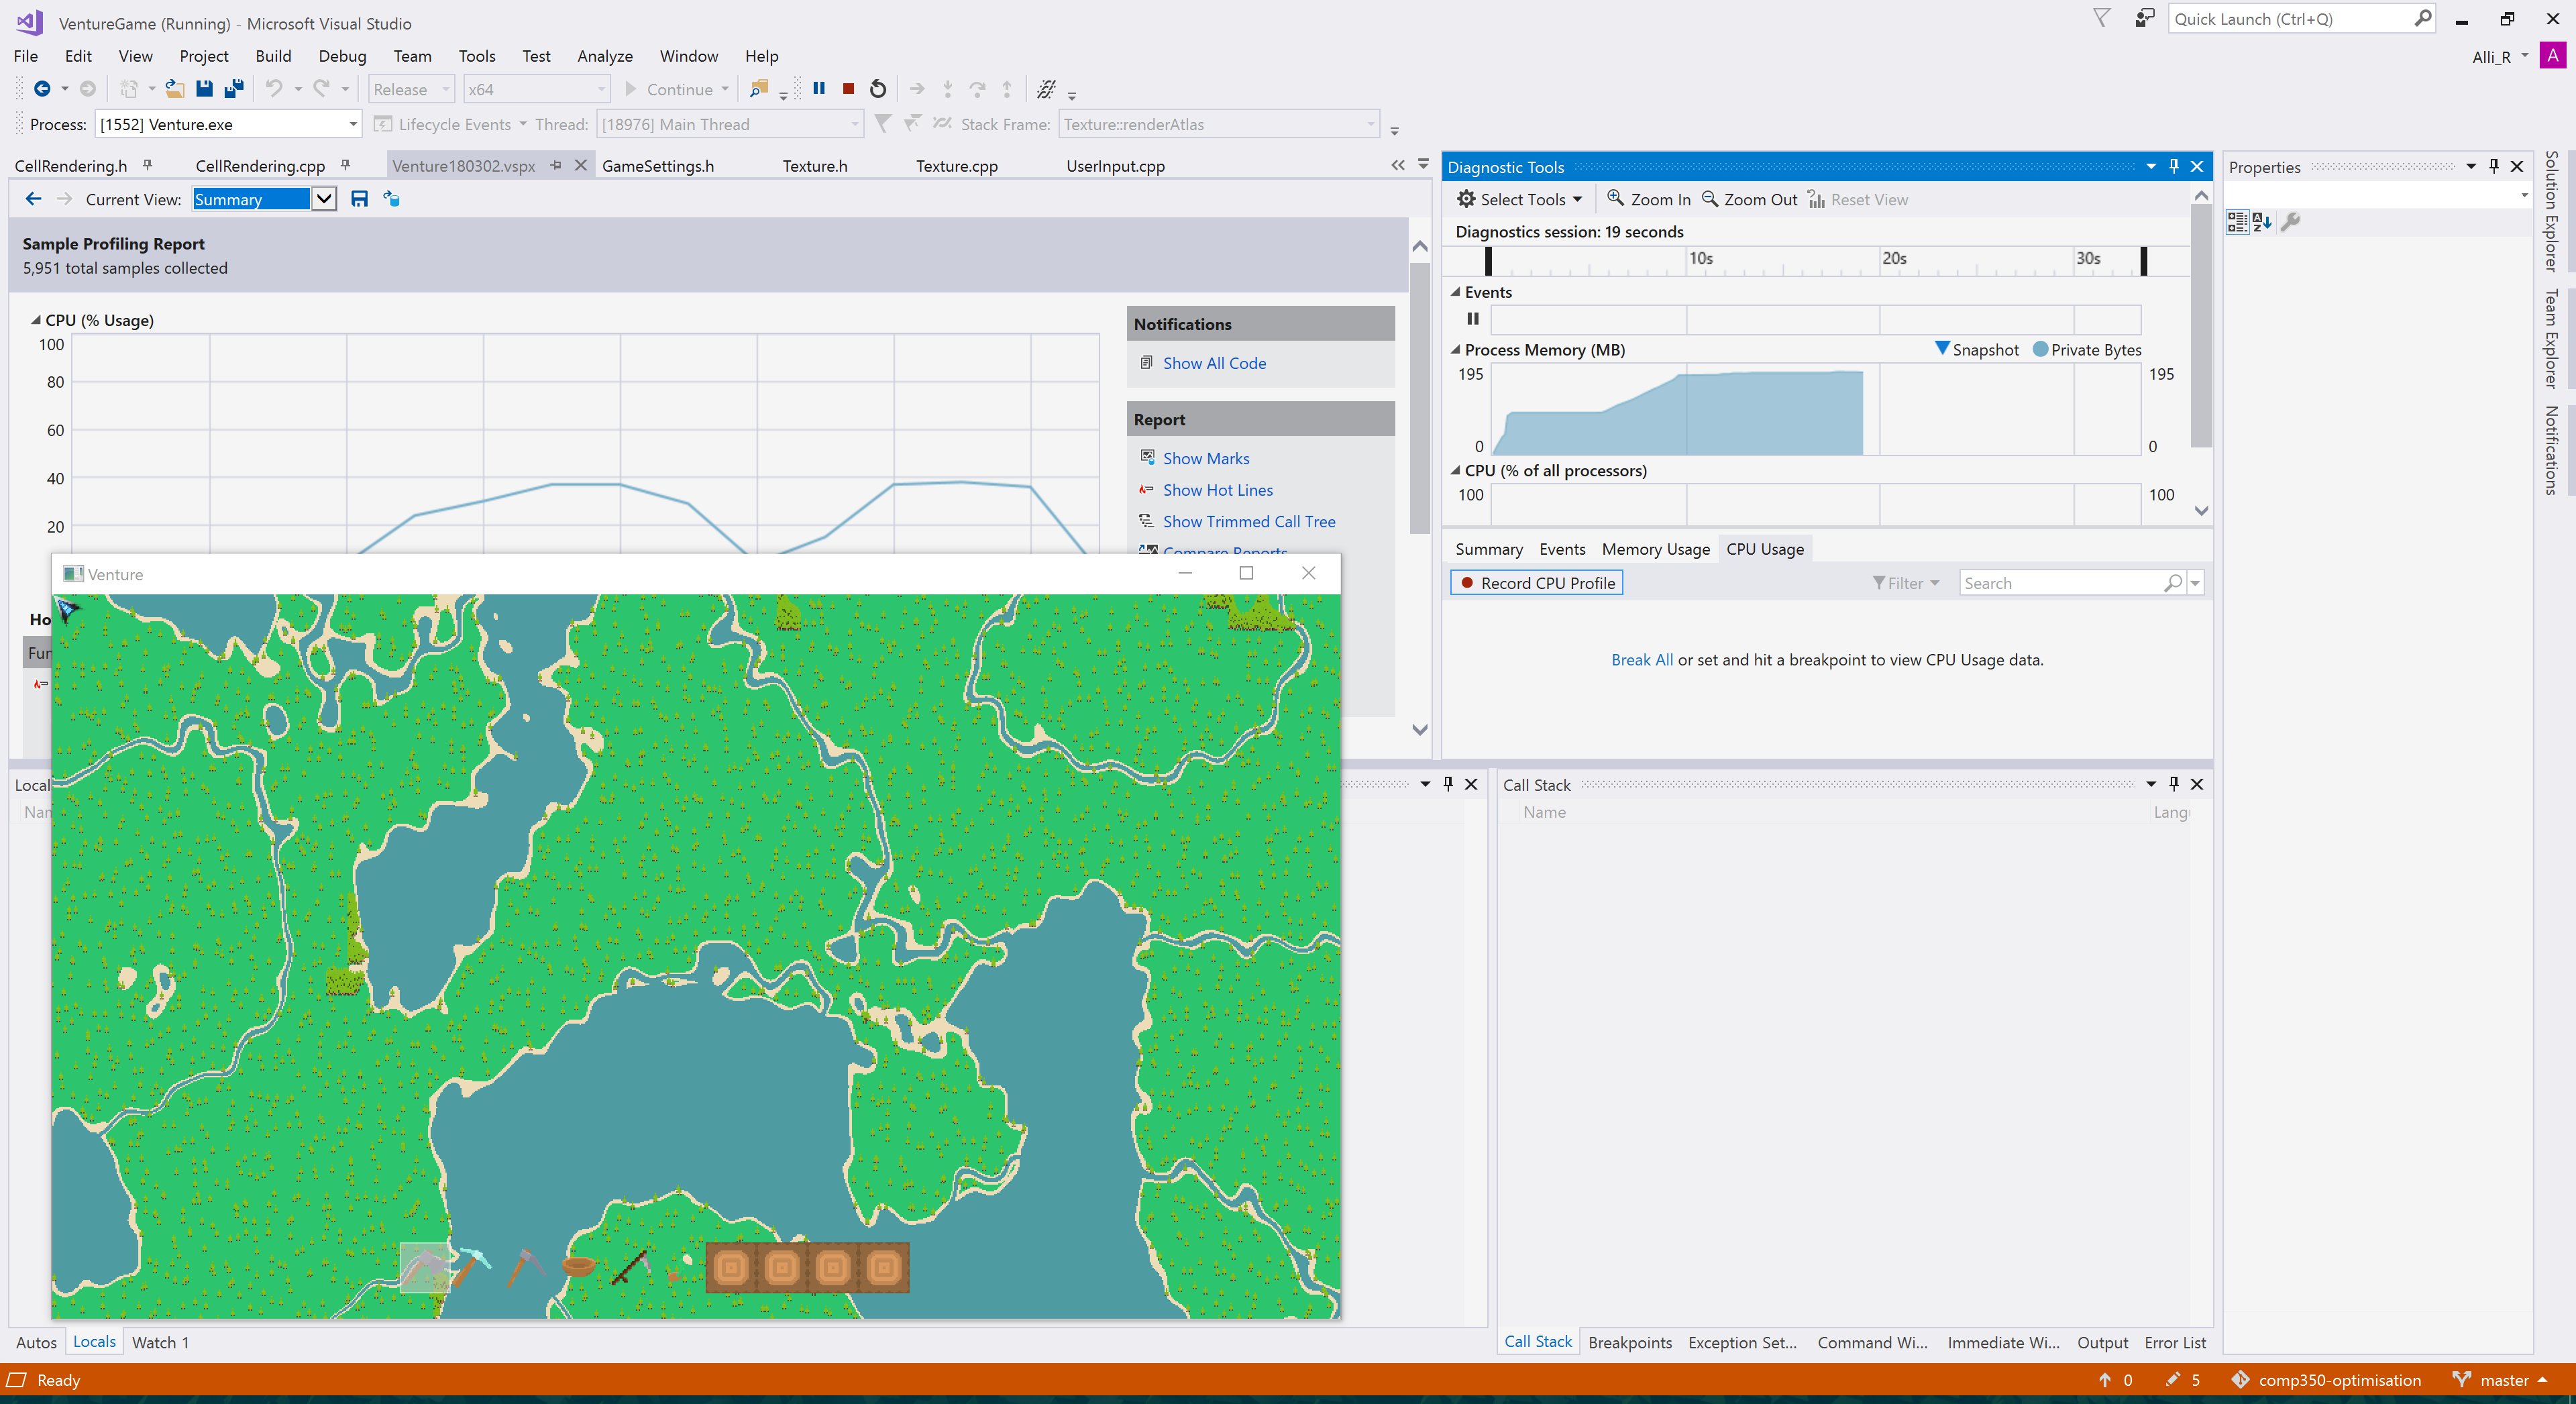 VentureGame (Running) - Microsoft Visual Studio
Quick Launch (Ctrl+Q)
File Edit View Project Build Debug Team Tools Test Analyze Window Help
Alli_R A
Release x64 Continue
Process: [1552] Venture.exe Lifecycle Events Thread: [18976] Main Thread Stack Frame: Texture::renderAtlas
CellRendering.h CellRendering.cpp Venture180302.vspx GameSettings.h Texture.h Texture.cpp UserInput.cpp
Current View: Summary
Sample Profiling Report
5,951 total samples collected
CPU (% Usage)
100
80
60
40
20
Notifications
Show All Code
Report
Show Marks
Show Hot Lines
Show Trimmed Call Tree
Compare Reports
Ho
Fun
Venture
Diagnostic Tools
Select Tools Zoom In Zoom Out Reset View
Diagnostics session: 19 seconds
10s 20s 30s
Events
Process Memory (MB) Snapshot Private Bytes
195 195
0 0
CPU (% of all processors)
100 100
Summary Events Memory Usage CPU Usage
Record CPU Profile Filter Search
Break All or set and hit a breakpoint to view CPU Usage data.
Properties
Solution Explorer
Team Explorer
Notifications
Local
Nan
Call Stack
Name Langu
Autos Locals Watch 1
Call Stack Breakpoints Exception Set... Command Wi... Immediate Wi... Output Error List
Ready 0 5 comp350-optimisation master